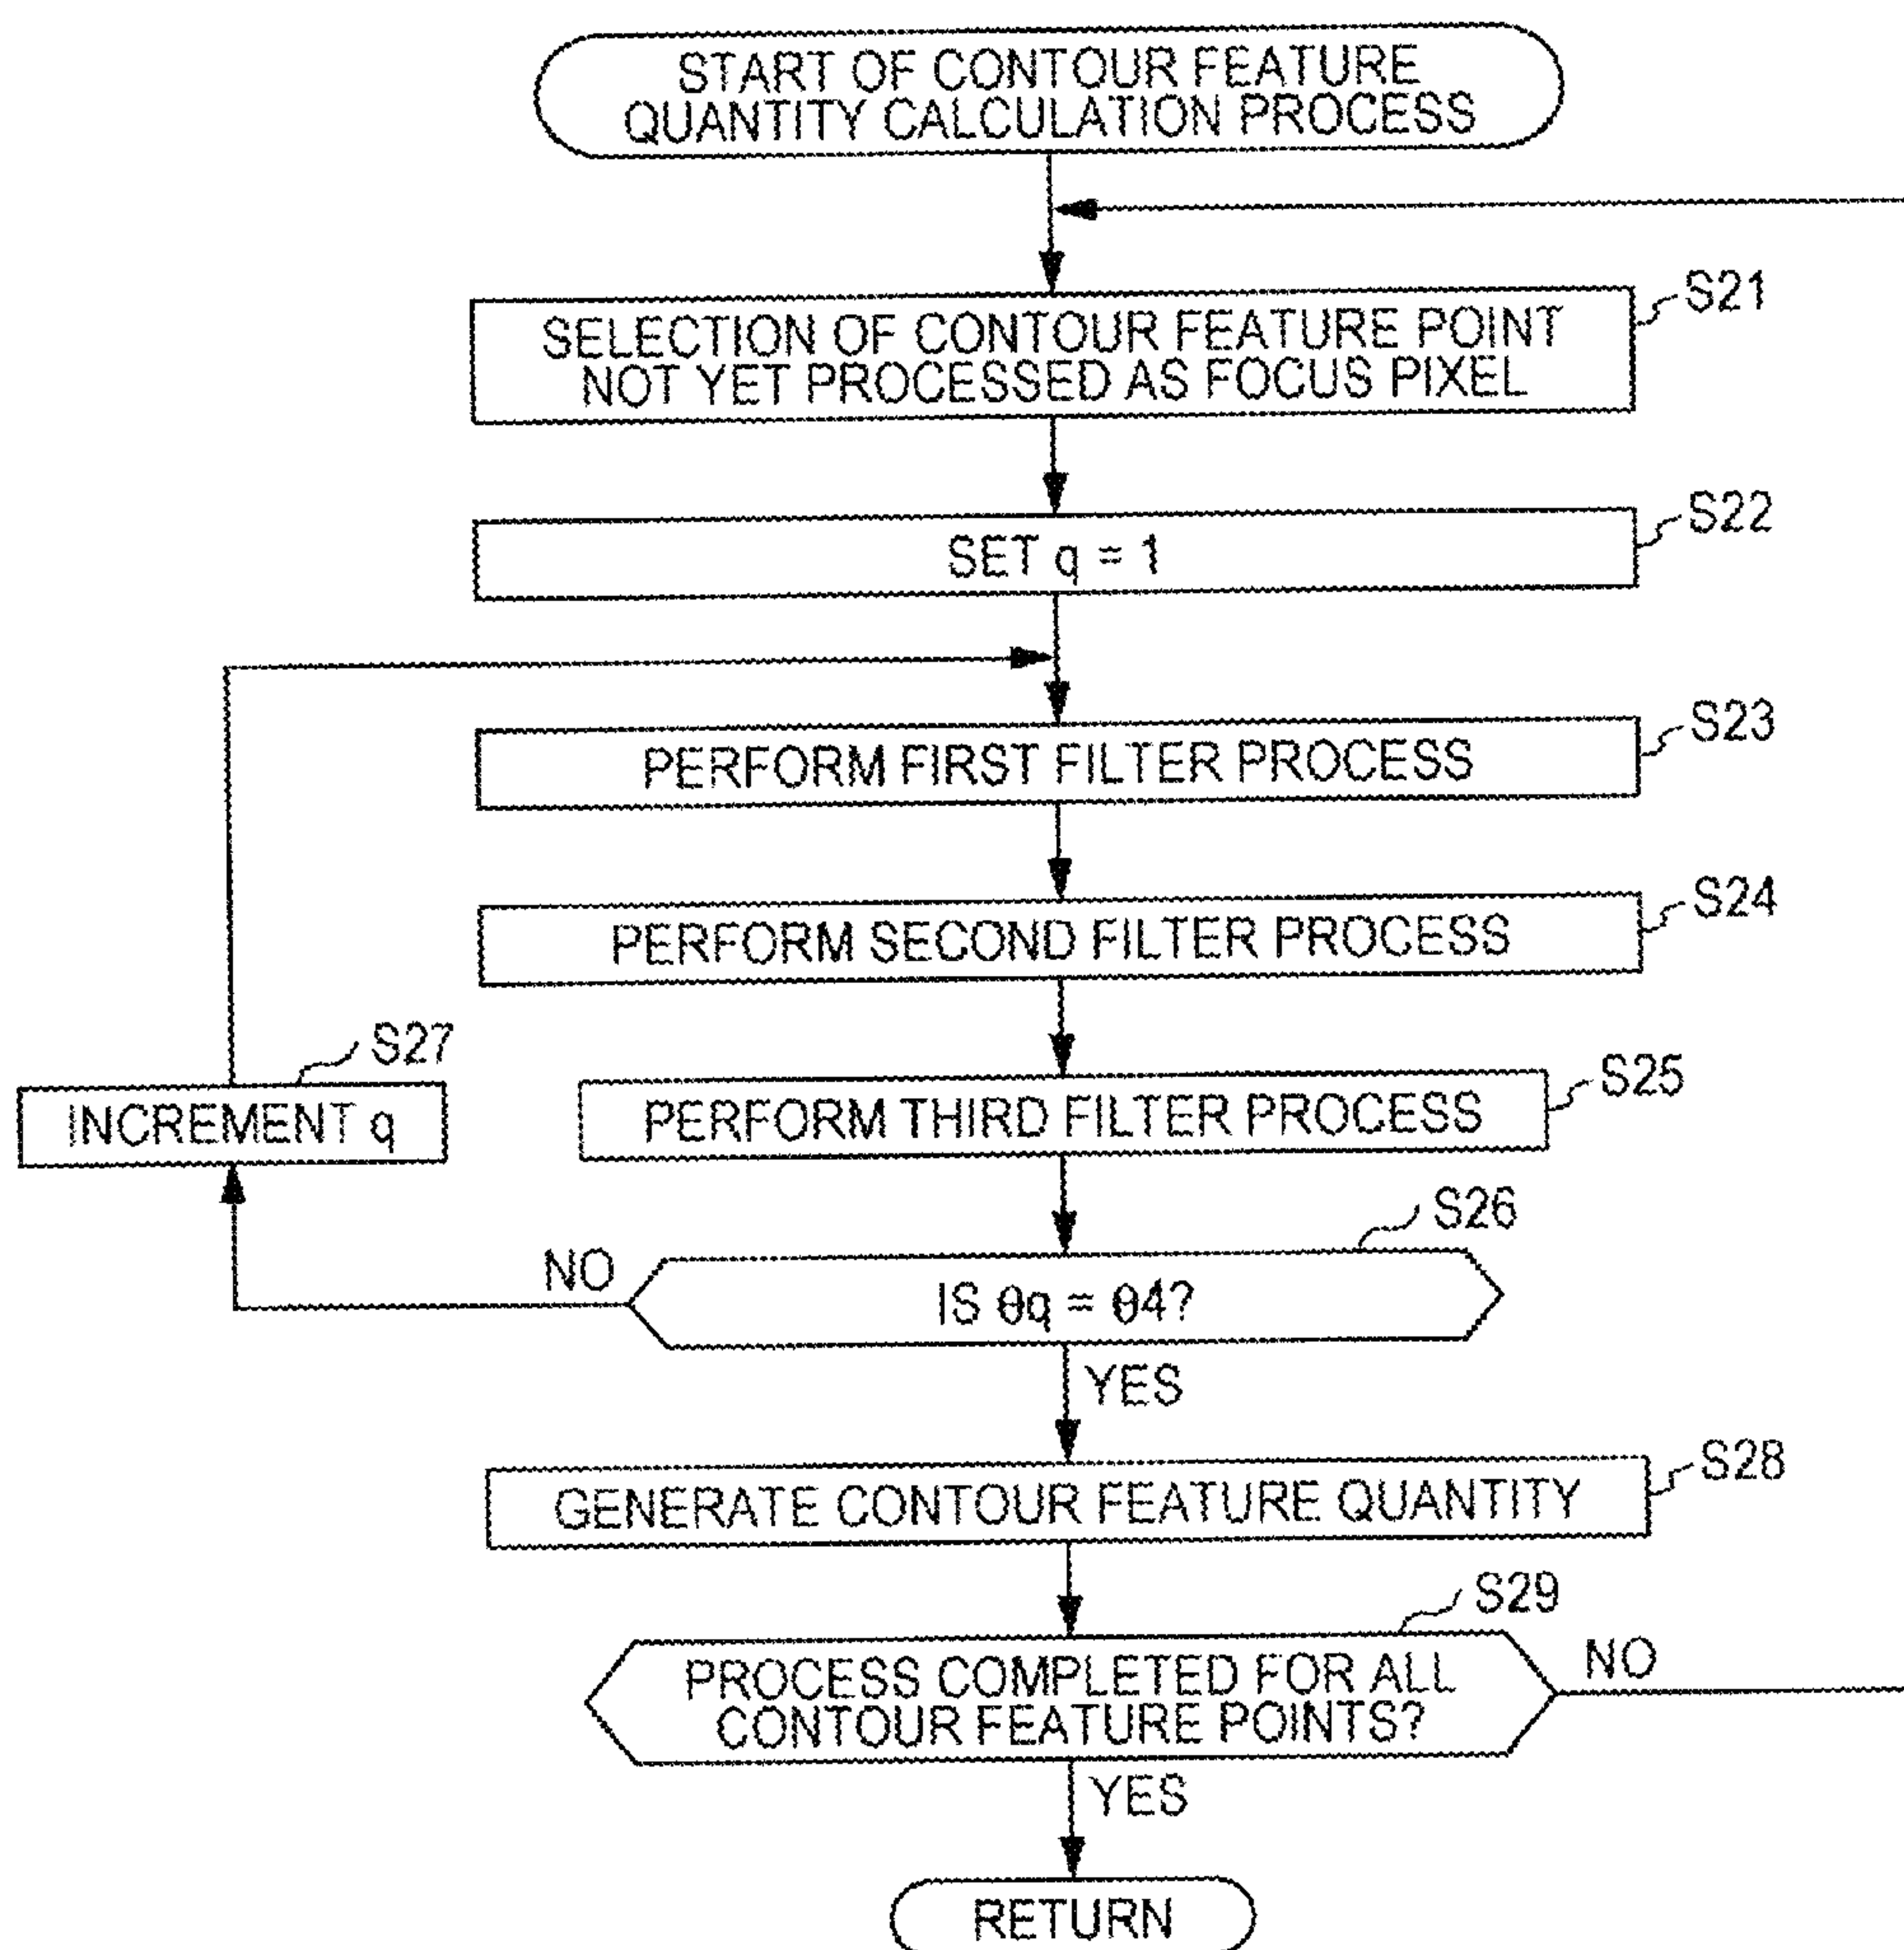 START OF CONTOUR FEATURE
QUANTITY CALCULATION PROCESS
S21
SELECTION OF CONTOUR FEATURE POINT
NOT YET PROCESSED AS FOCUS PIXEL
S22
SET q = 1
S23
PERFORM FIRST FILTER PROCESS
S24
PERFORM SECOND FILTER PROCESS
S27
INCREMENT q
S25
PERFORM THIRD FILTER PROCESS
S26
NO
IS θq = θ4?
YES
S28
GENERATE CONTOUR FEATURE QUANTITY
S29
PROCESS COMPLETED FOR ALL
CONTOUR FEATURE POINTS?
NO
YES
RETURN